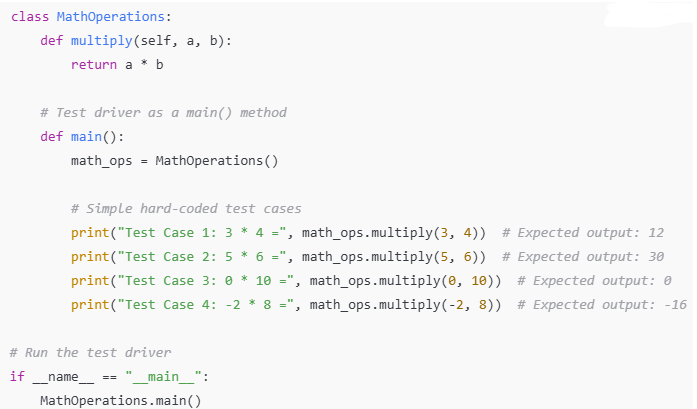 class MathOperations:
    def multiply(self, a, b):
        return a * b

    # Test driver as a main() method
    def main():
        math_ops = MathOperations()

        # Simple hard-coded test cases
        print("Test Case 1: 3 * 4 =", math_ops.multiply(3, 4))  # Expected output: 12
        print("Test Case 2: 5 * 6 =", math_ops.multiply(5, 6))  # Expected output: 30
        print("Test Case 3: 0 * 10 =", math_ops.multiply(0, 10))  # Expected output: 0
        print("Test Case 4: -2 * 8 =", math_ops.multiply(-2, 8))  # Expected output: -16

# Run the test driver
if __name__ == "__main__":
    MathOperations.main()